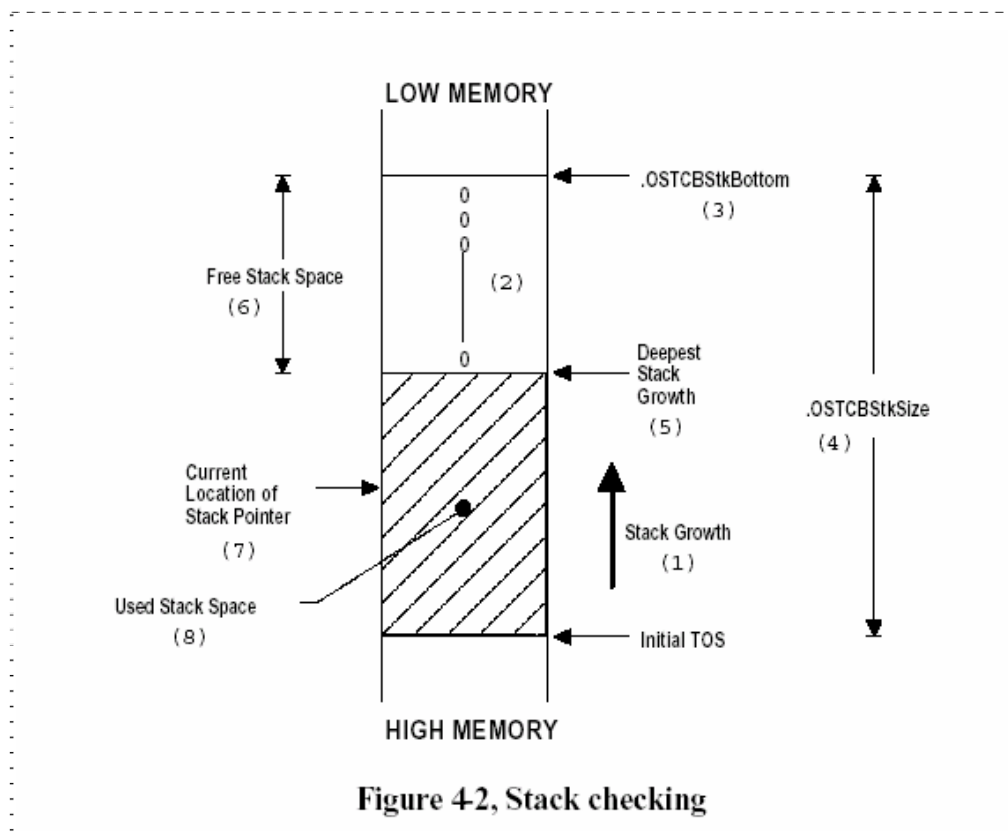 LOW MEMORY
.OSTCBStkBottom
(3)
0
0
0
(2)
Free Stack Space
(6)
0
Deepest
Stack
Growth
(5)
.OSTCBStkSize
(4)
Current
Location of
Stack Pointer
(7)
Stack Growth
(1)
Used Stack Space
(8)
Initial TOS
HIGH MEMORY
Figure 4-2, Stack checking